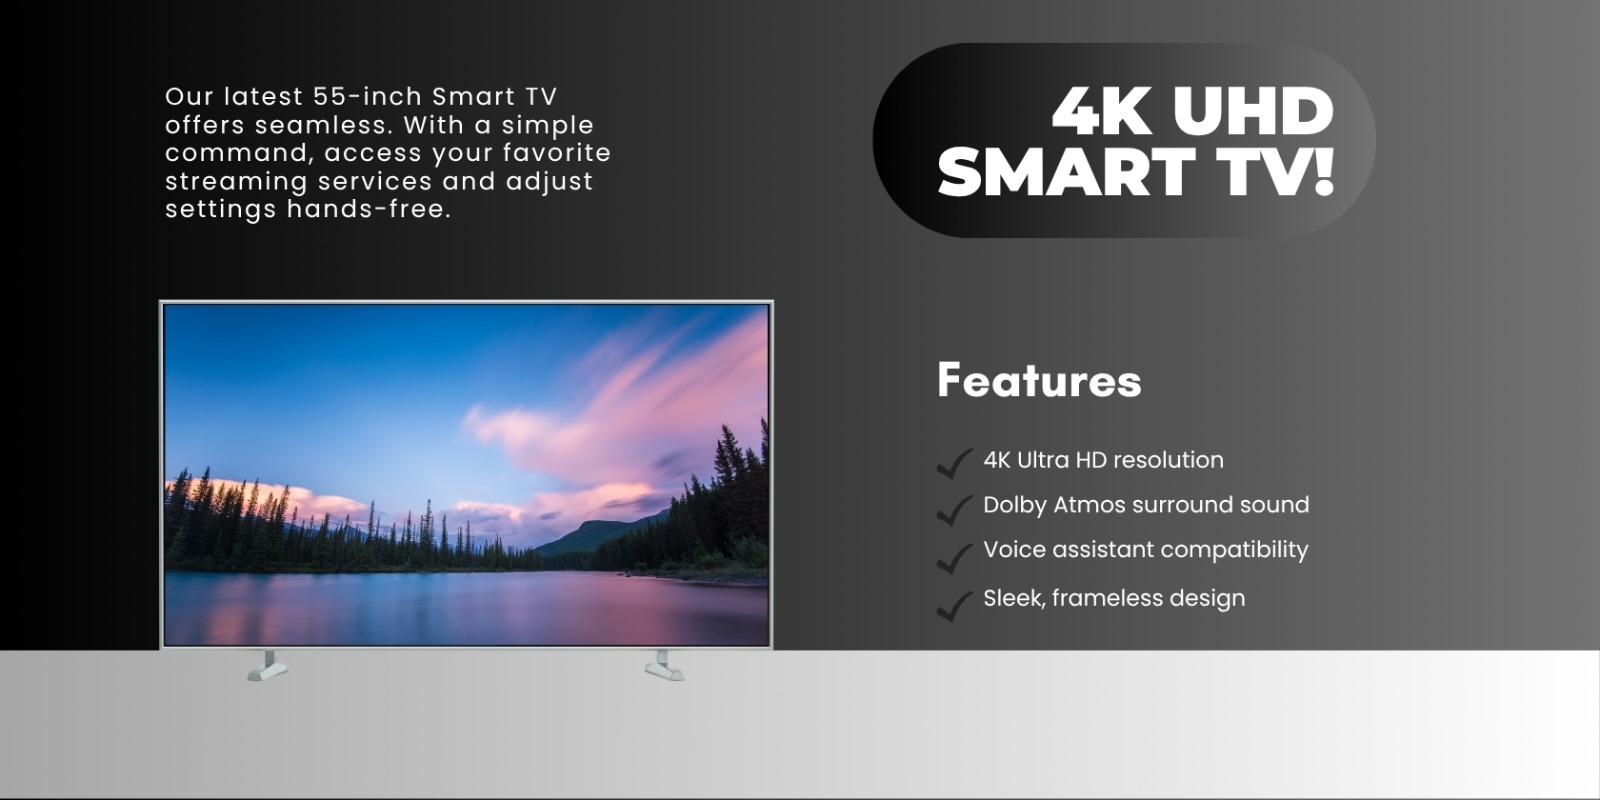 Our latest 55-inch Smart TV
offers seamless. With a simple
command, access your favorite
streaming services and adjust
settings hands-free.
4K UHD
SMART TV!
Features
4K Ultra HD resolution
Dolby Atmos surround sound
Voice assistant compatibility
Sleek, frameless design